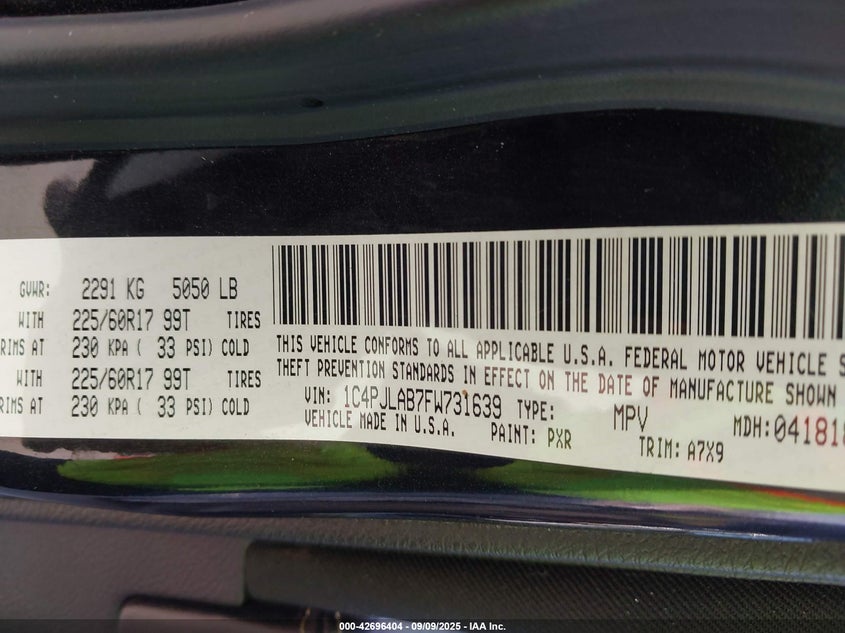 GVWR: 2291 KG 5050 LB
WITH 225/60R17 99T TIRES
RIMS AT 230 KPA ( 33 PSI) COLD
WITH 225/60R17 99T TIRES
RIMS AT 230 KPA ( 33 PSI) COLD
THIS VEHICLE CONFORMS TO ALL APPLICABLE U.S.A. FEDERAL MOTOR VEHICLE S
THEFT PREVENTION STANDARDS IN EFFECT ON THE DATE OF MANUFACTURE SHOWN
VIN: 1C4PJLAB7FW731639 TYPE: MPV MDH:04181
VEHICLE MADE IN U.S.A. PAINT: PXR TRIM: A7X9
000-42696404 - 09/09/2025 - IAA Inc.